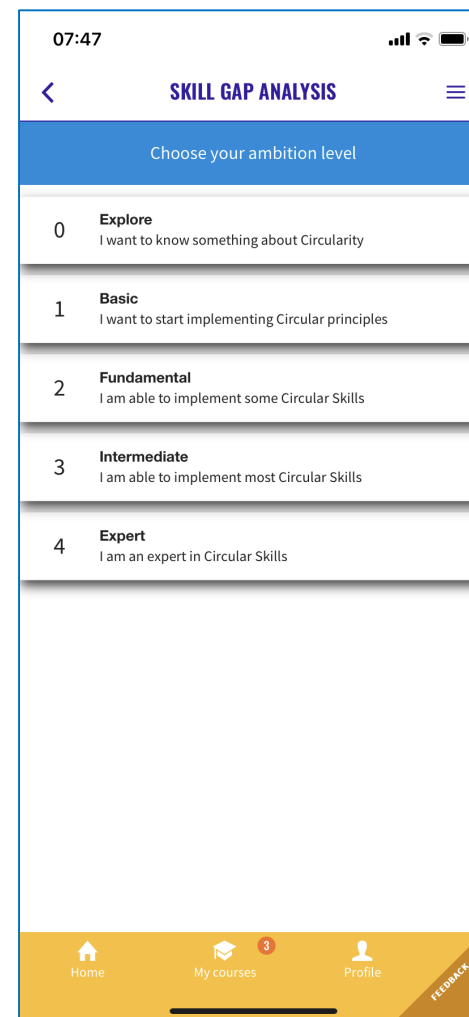 07:47
SKILL GAP ANALYSIS
Choose your ambition level
0
Explore
I want to know something about Circularity
1
Basic
I want to start implementing Circular principles
2
Fundamental
I am able to implement some Circular Skills
3
Intermediate
I am able to implement most Circular Skills
4
Expert
I am an expert in Circular Skills
3
Home
My courses
Profile
FEEDBACK